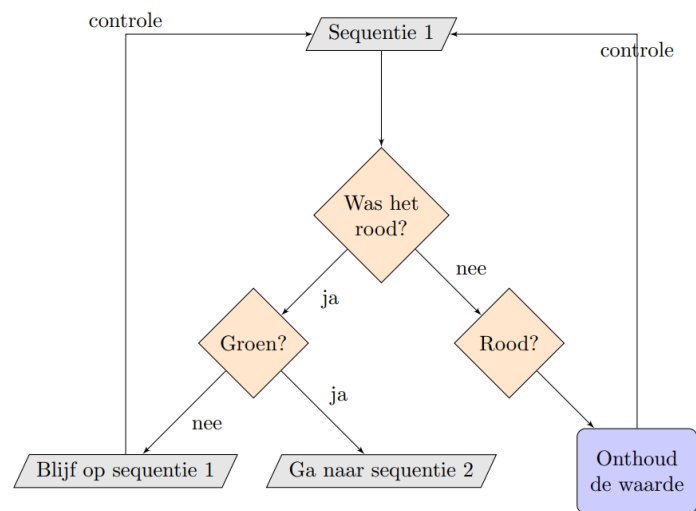 controle
Sequentie 1
controle
Was het
rood?
nee
ja
Groen?
Rood?
ja
nee
Blijf op sequentie 1
Ga naar sequentie 2
Onthoud
de waarde